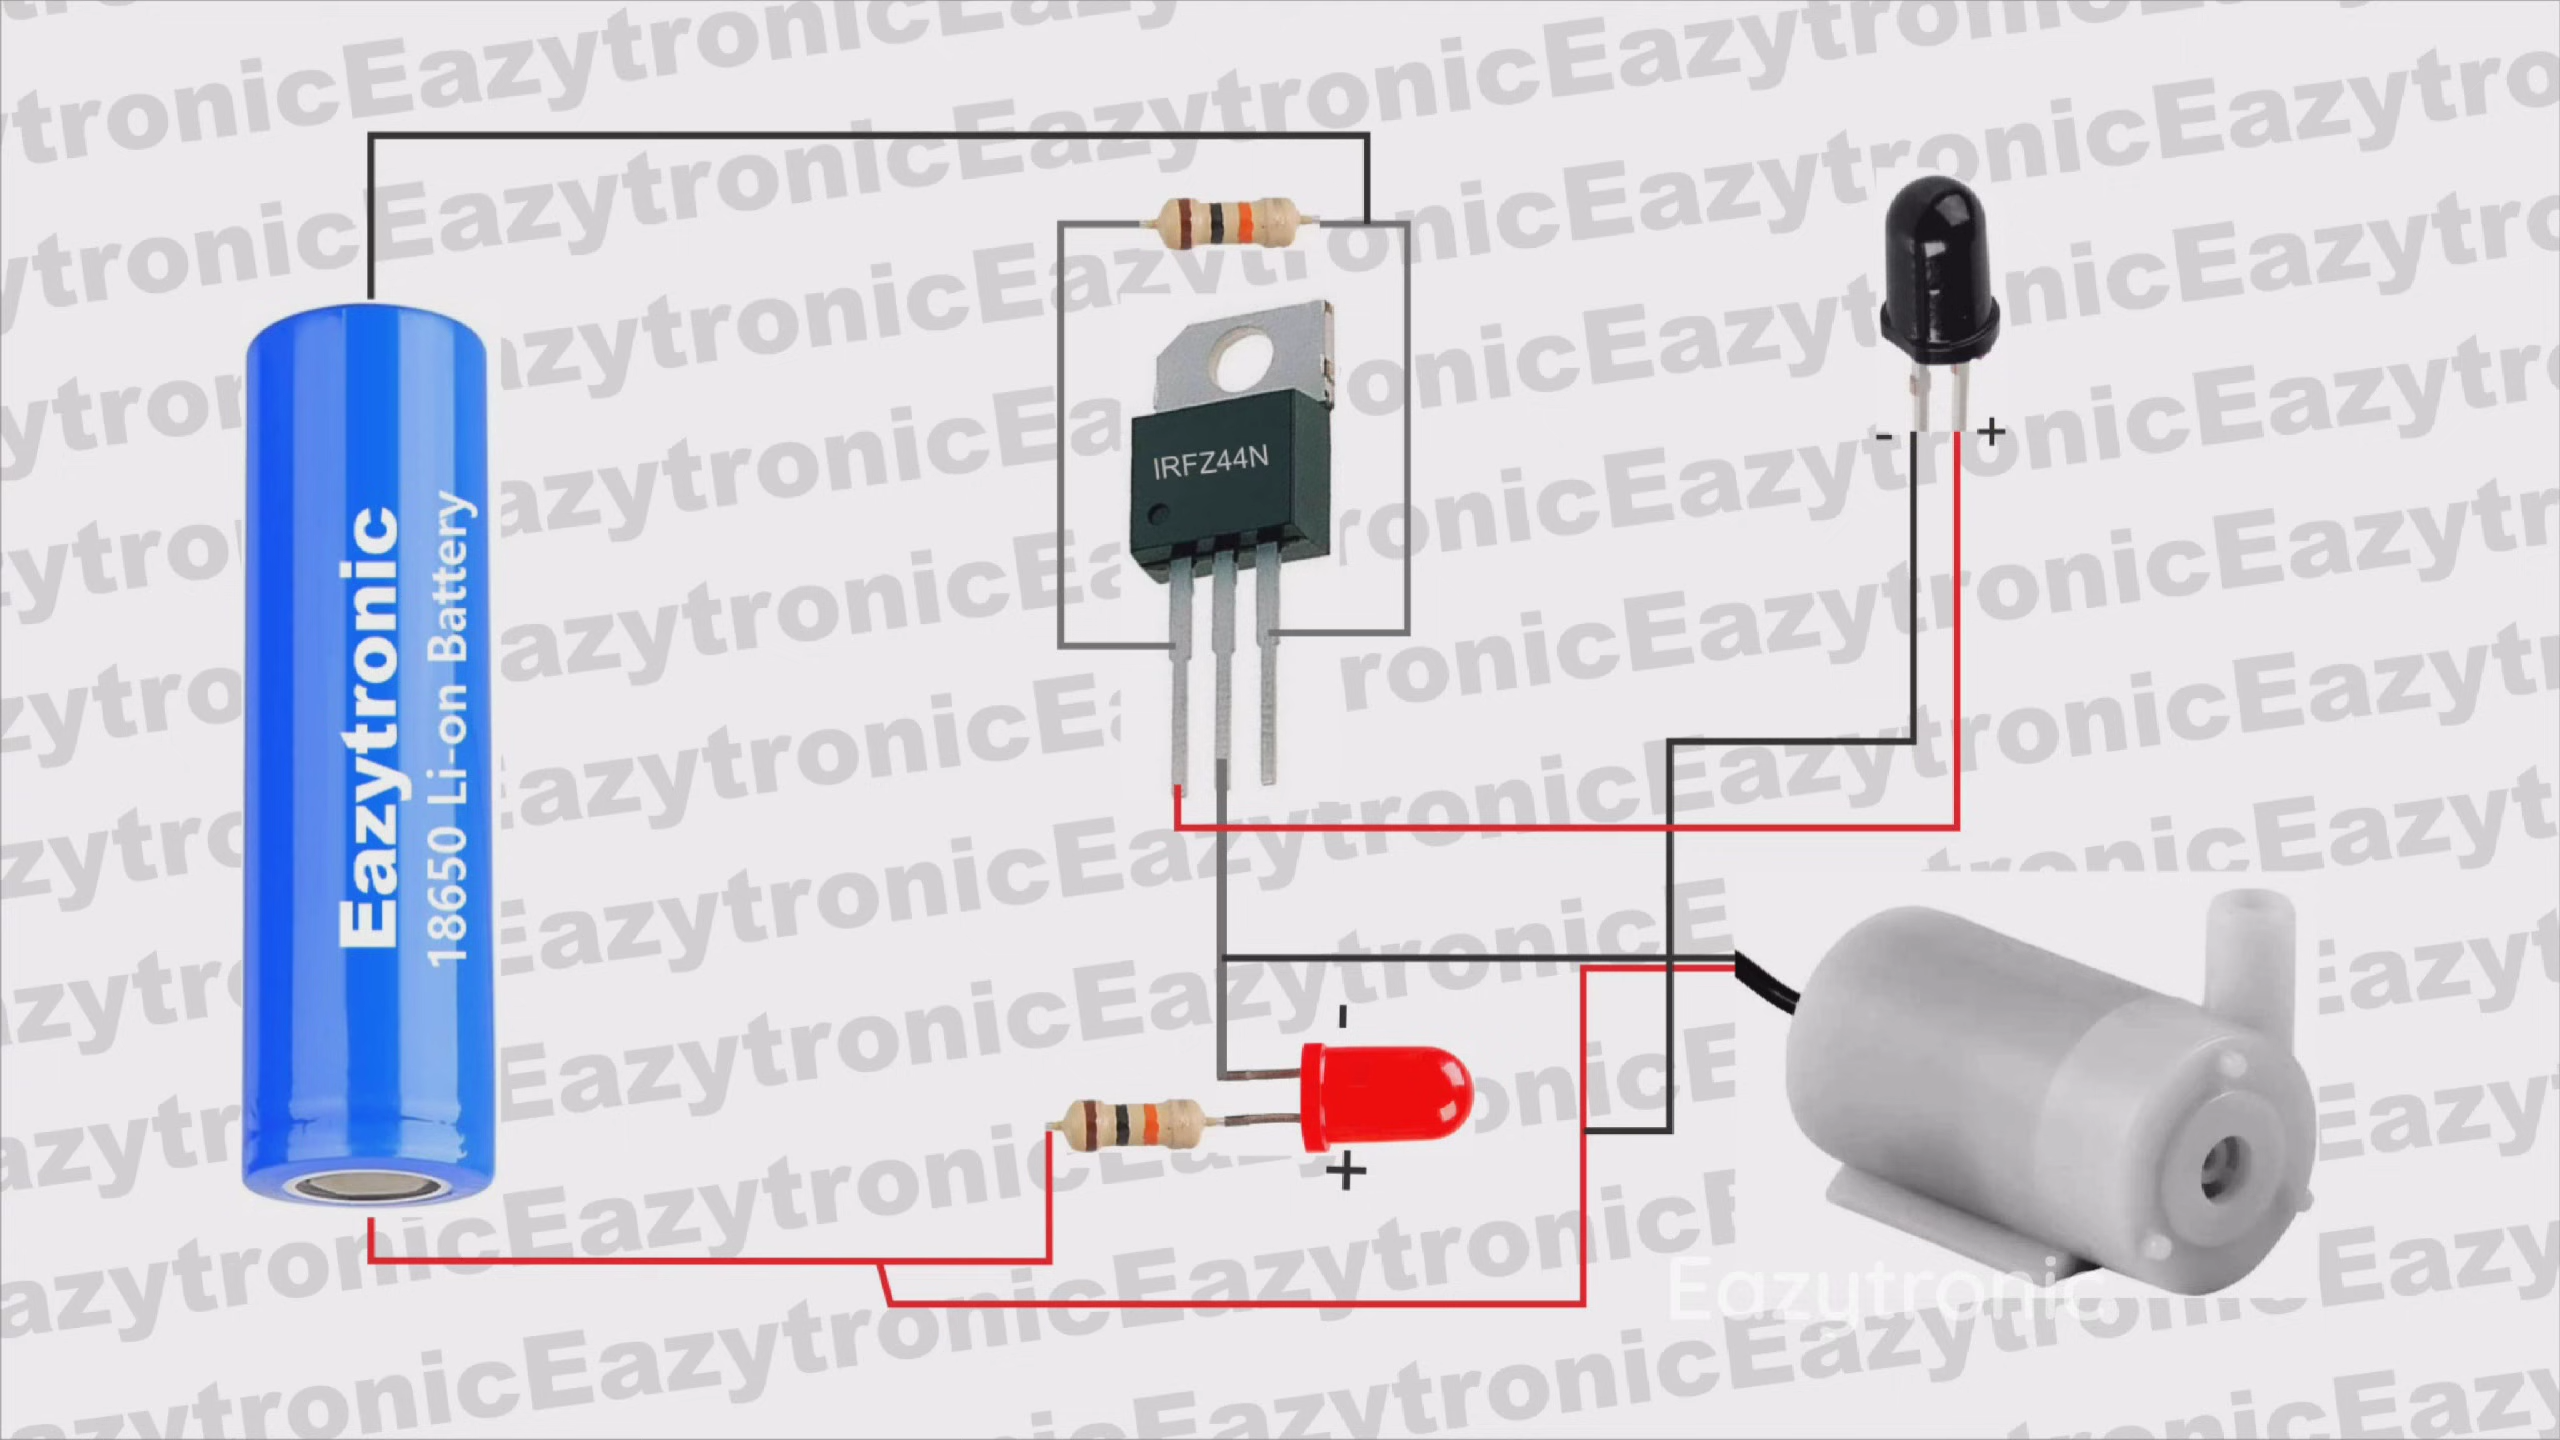 Eazytronic
18650 Li-on Battery
IRFZ44N
-
+
-
+
Eazytronic